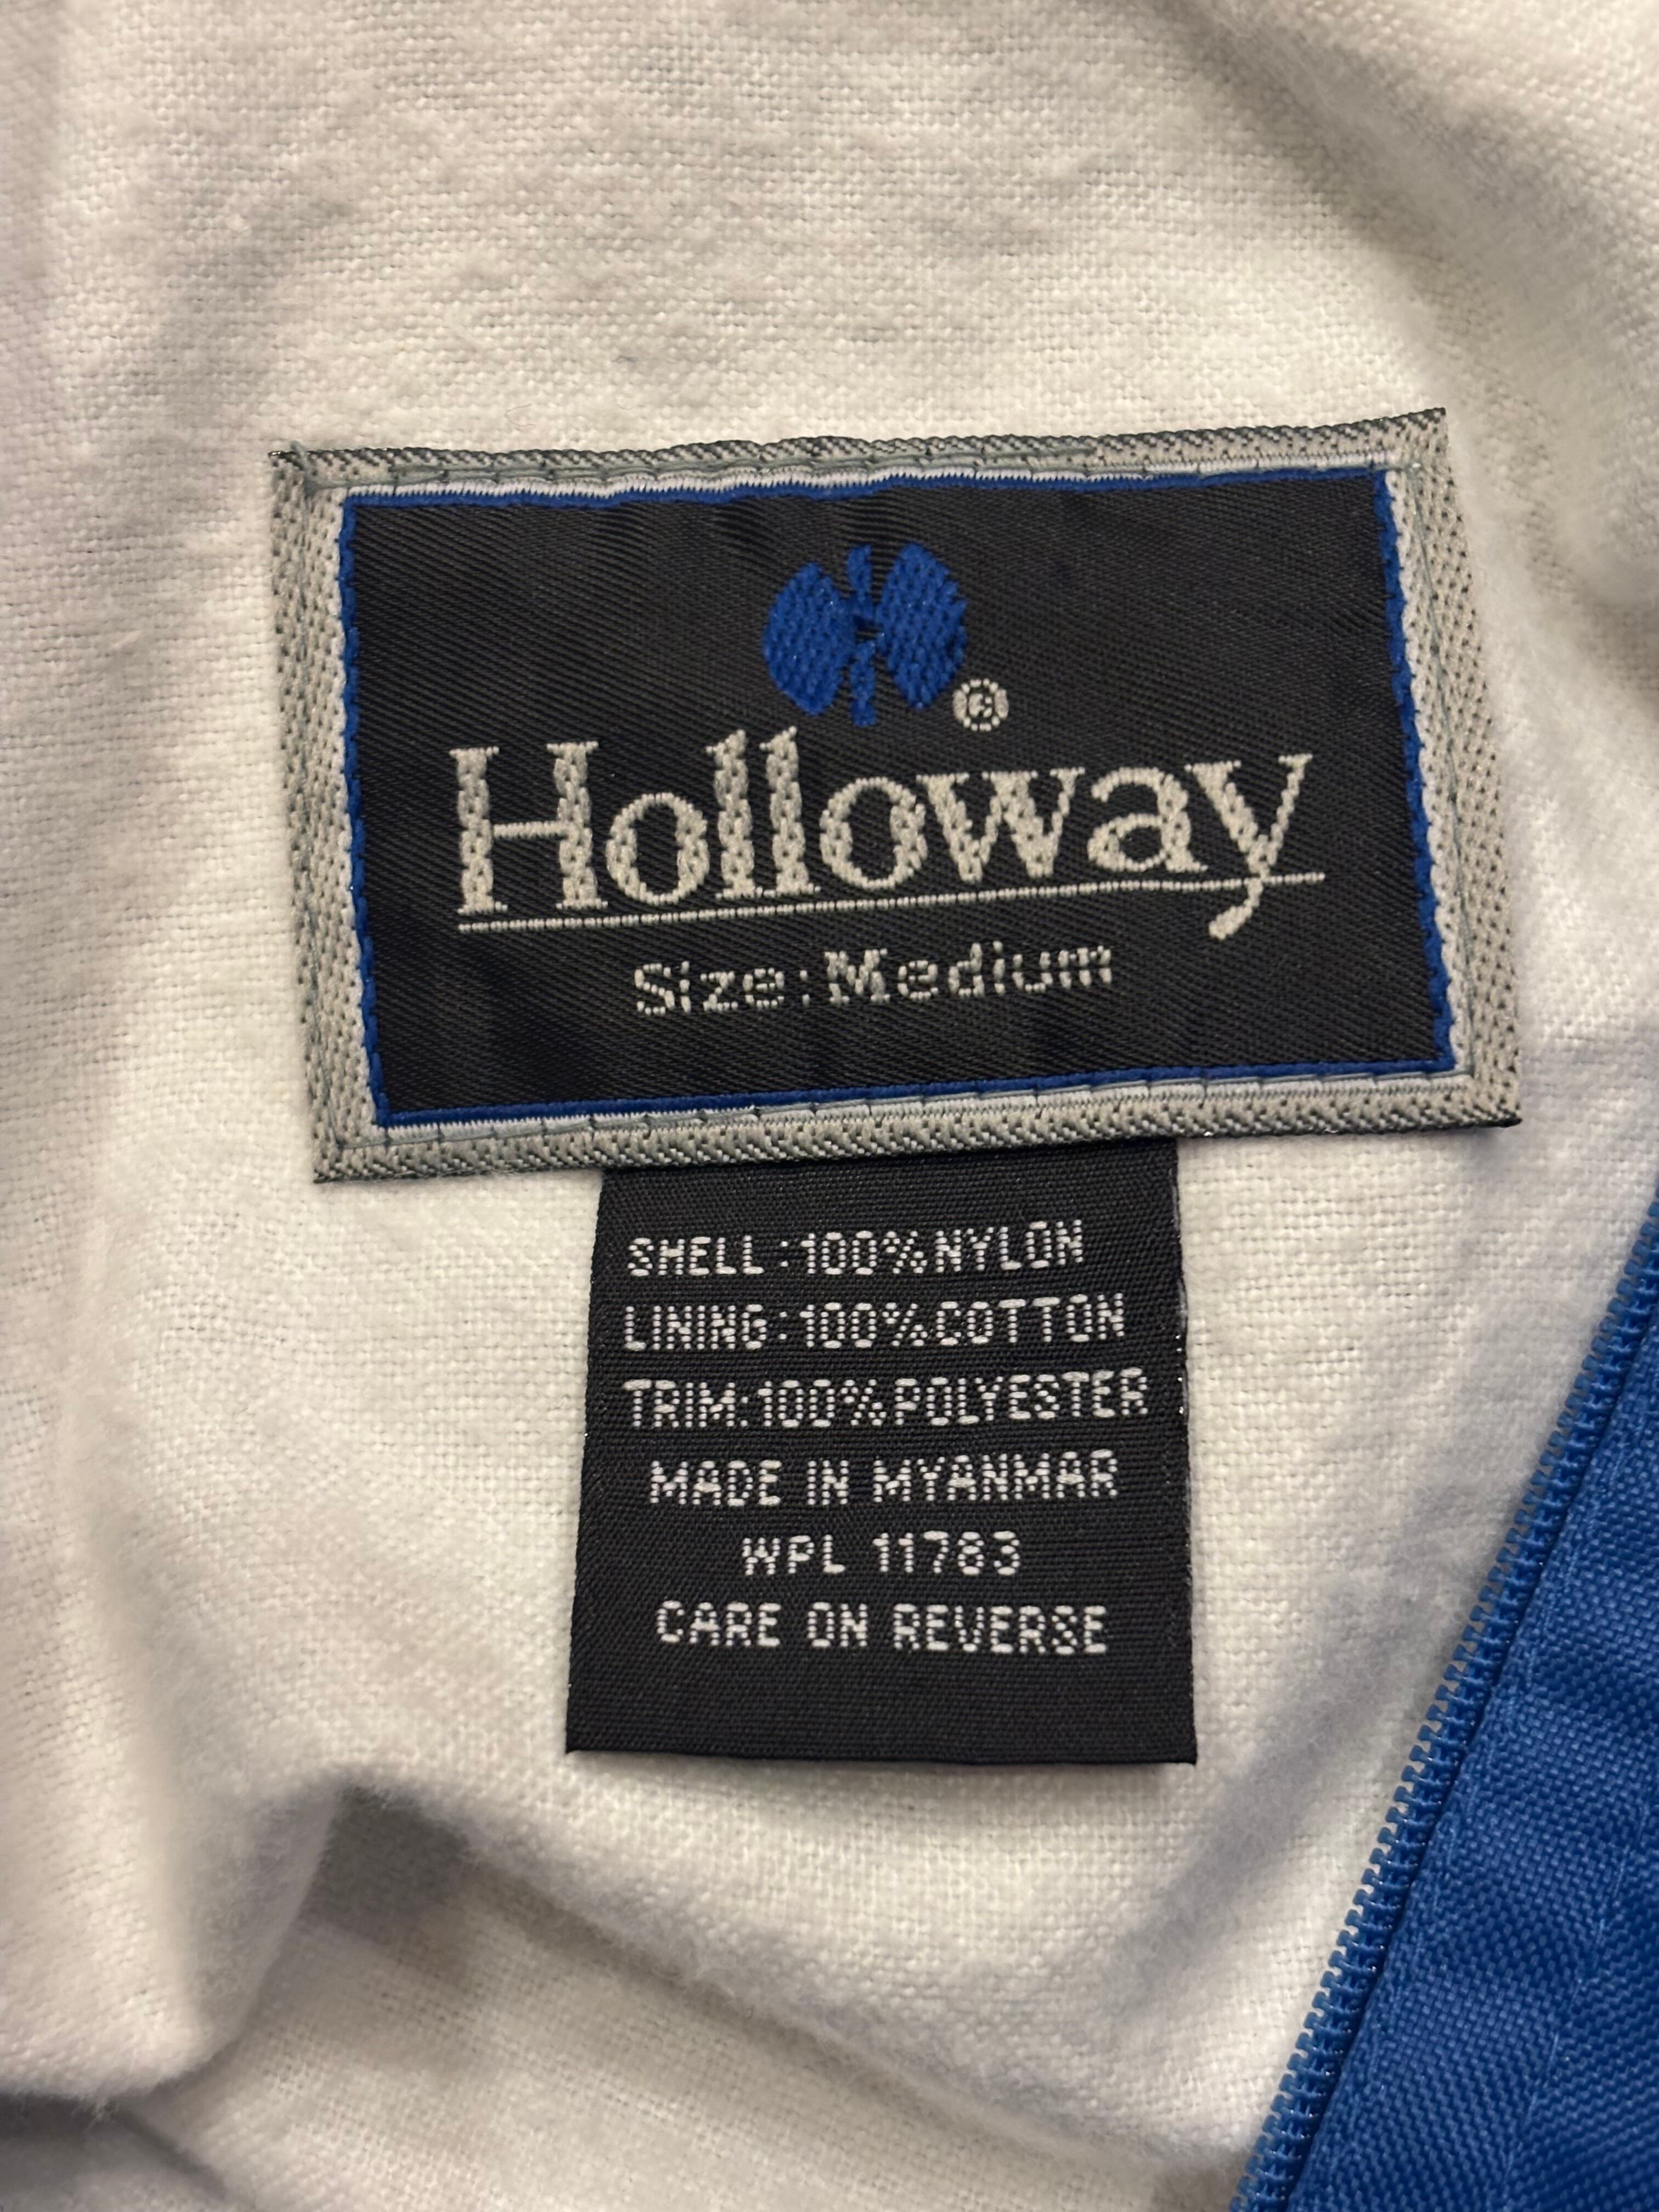 ®
Holloway
Size: Medium
SHELL:100%NYLON
LINING:100%COTTON
TRIM:100%POLYESTER
MADE IN MYANMAR
WPL 11783
CARE ON REVERSE